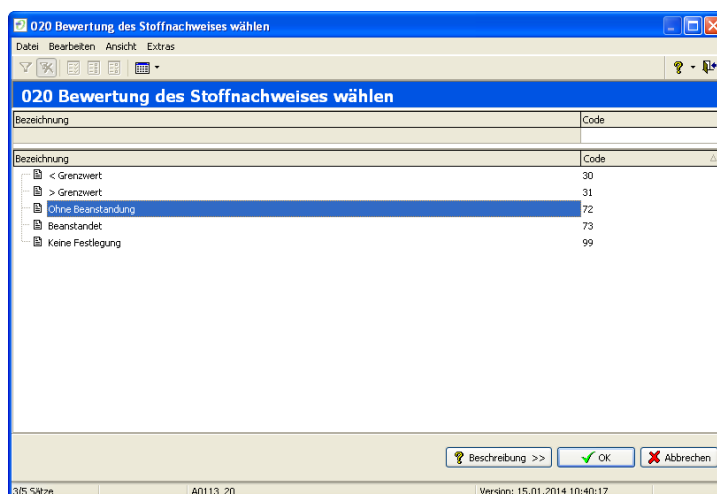 020 Bewertung des Stoffnachweises wählen
Datei Bearbeiten Ansicht Extras
020 Bewertung des Stoffnachweises wählen
Bezeichnung Code
Bezeichnung Code
< Grenzwert 30
> Grenzwert 31
Ohne Beanstandung 72
Beanstandet 73
Keine Festlegung 99
Beschreibung >> OK Abbrechen
3/5 Sätze A0113_20 Version: 15.01.2014 10:40:17